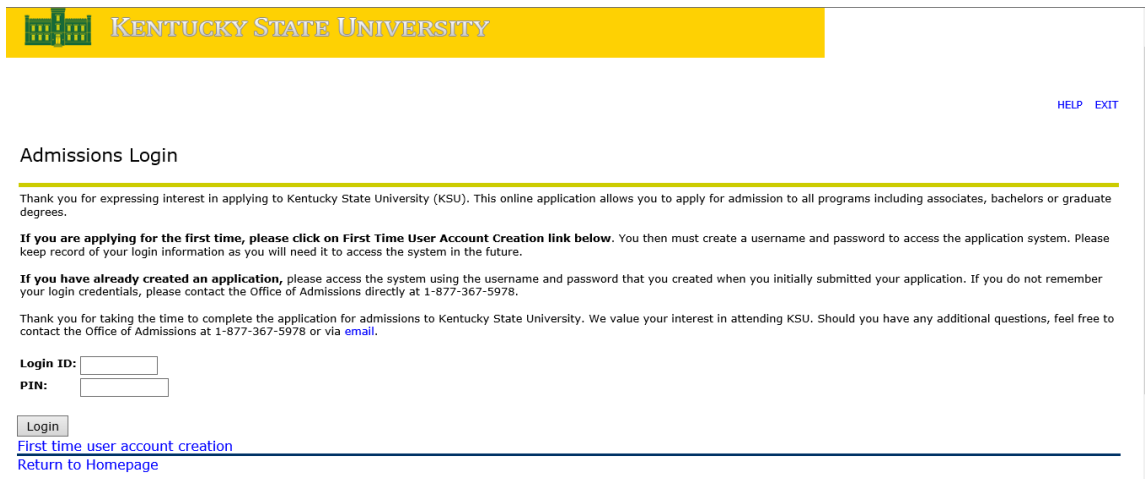 KENTUCKY STATE UNIVERSITY
HELP EXIT
Admissions Login
Thank you for expressing interest in applying to Kentucky State University (KSU). This online application allows you to apply for admission to all programs including associates, bachelors or graduate
degrees.
If you are applying for the first time, please click on First Time User Account Creation link below. You then must create a username and password to access the application system. Please
keep record of your login information as you will need it to access the system in the future.
If you have already created an application, please access the system using the username and password that you created when you initially submitted your application. If you do not remember
your login credentials, please contact the Office of Admissions directly at 1-877-367-5978.
Thank you for taking the time to complete the application for admissions to Kentucky State University. We value your interest in attending KSU. Should you have any additional questions, feel free to
contact the Office of Admissions at 1-877-367-5978 or via email.
Login ID:
PIN:
Login
First time user account creation
Return to Homepage